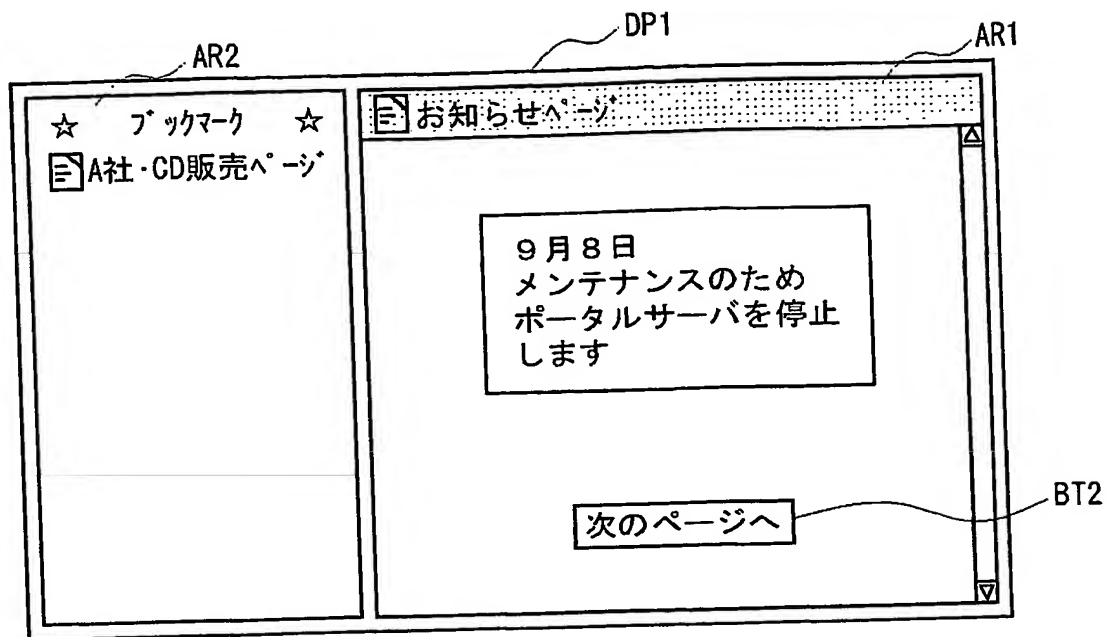 DP1
AR2
AR1
☆ ブックマーク ☆
A社・CD販売ページ
お知らせページ
9月8日
メンテナンスのため
ポータルサーバを停止
します
次のページへ
BT2